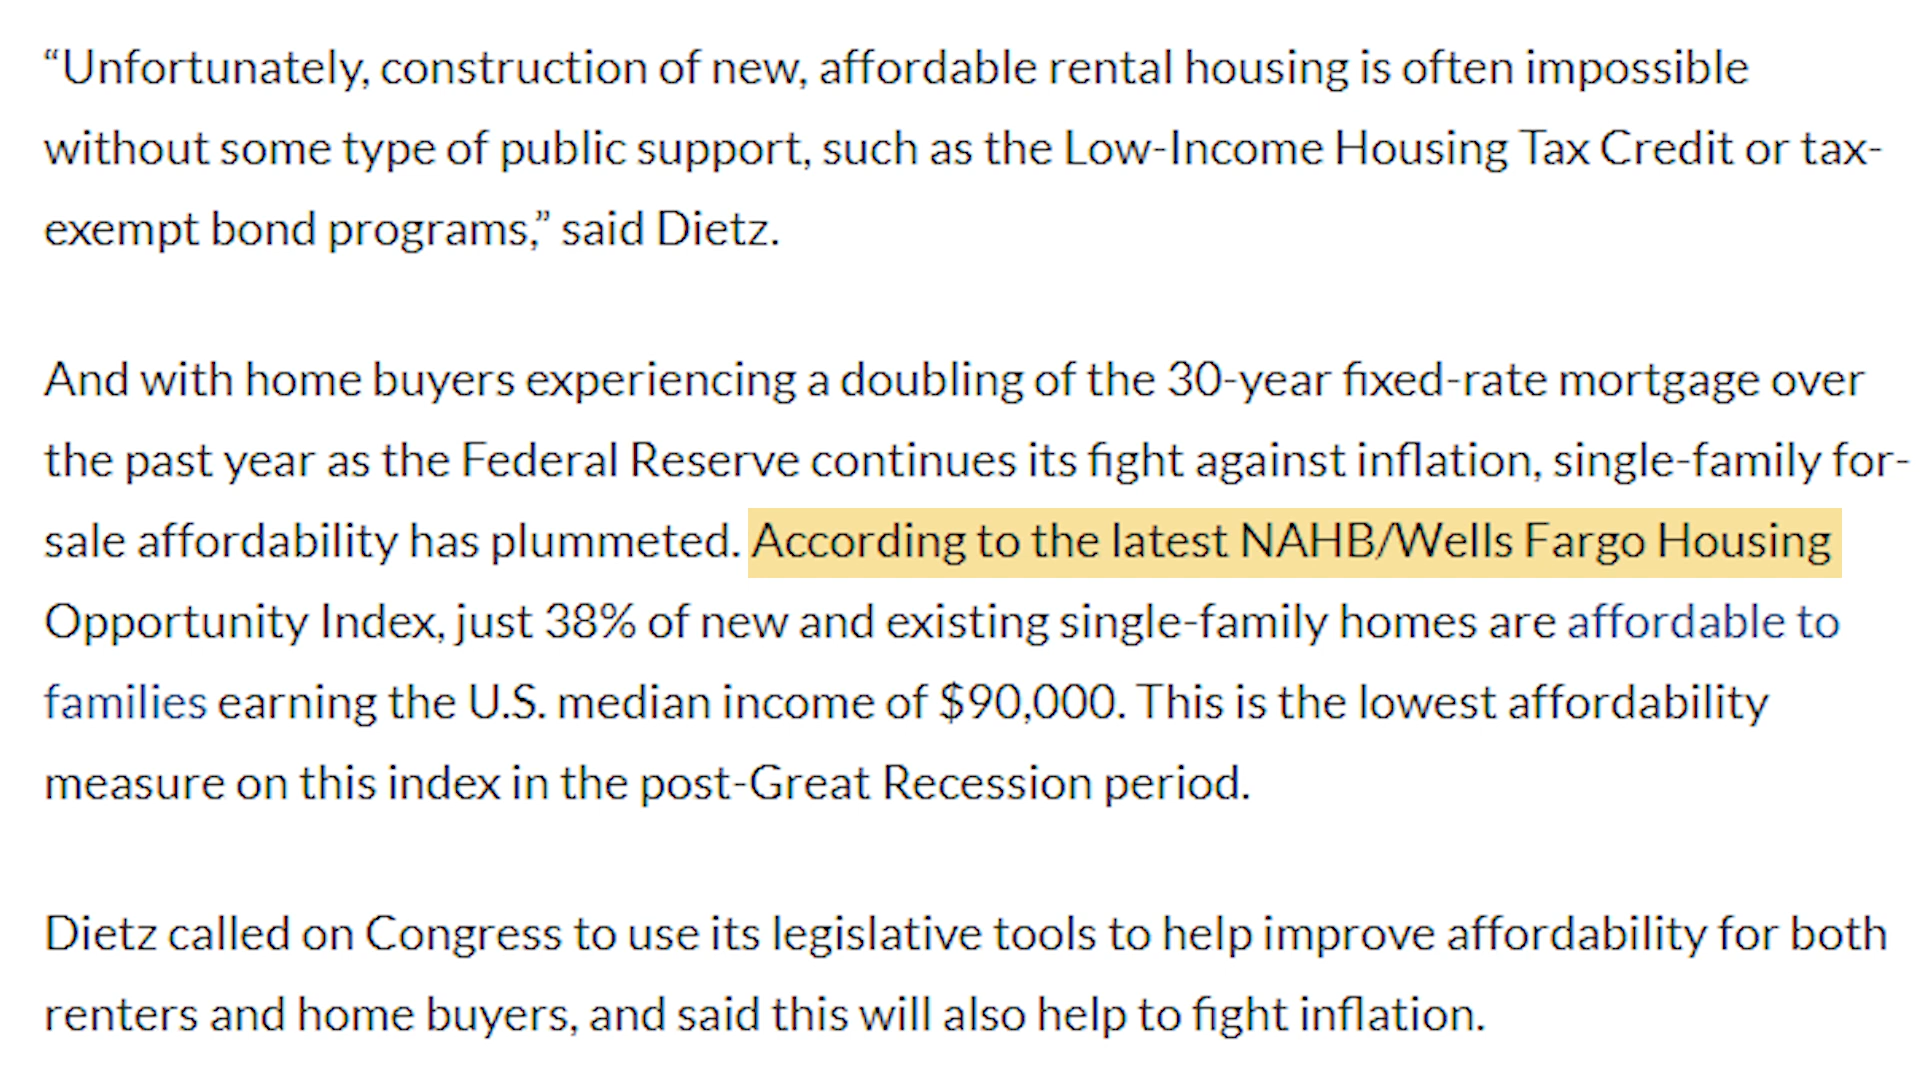 “Unfortunately, construction of new, affordable rental housing is often impossible
without some type of public support, such as the Low-Income Housing Tax Credit or tax-
exempt bond programs,” said Dietz.
And with home buyers experiencing a doubling of the 30-year fixed-rate mortgage over
the past year as the Federal Reserve continues its fight against inflation, single-family for-
sale affordability has plummeted. According to the latest NAHB/Wells Fargo Housing
Opportunity Index, just 38% of new and existing single-family homes are affordable to
families earning the U.S. median income of $90,000. This is the lowest affordability
measure on this index in the post-Great Recession period.
Dietz called on Congress to use its legislative tools to help improve affordability for both
renters and home buyers, and said this will also help to fight inflation.